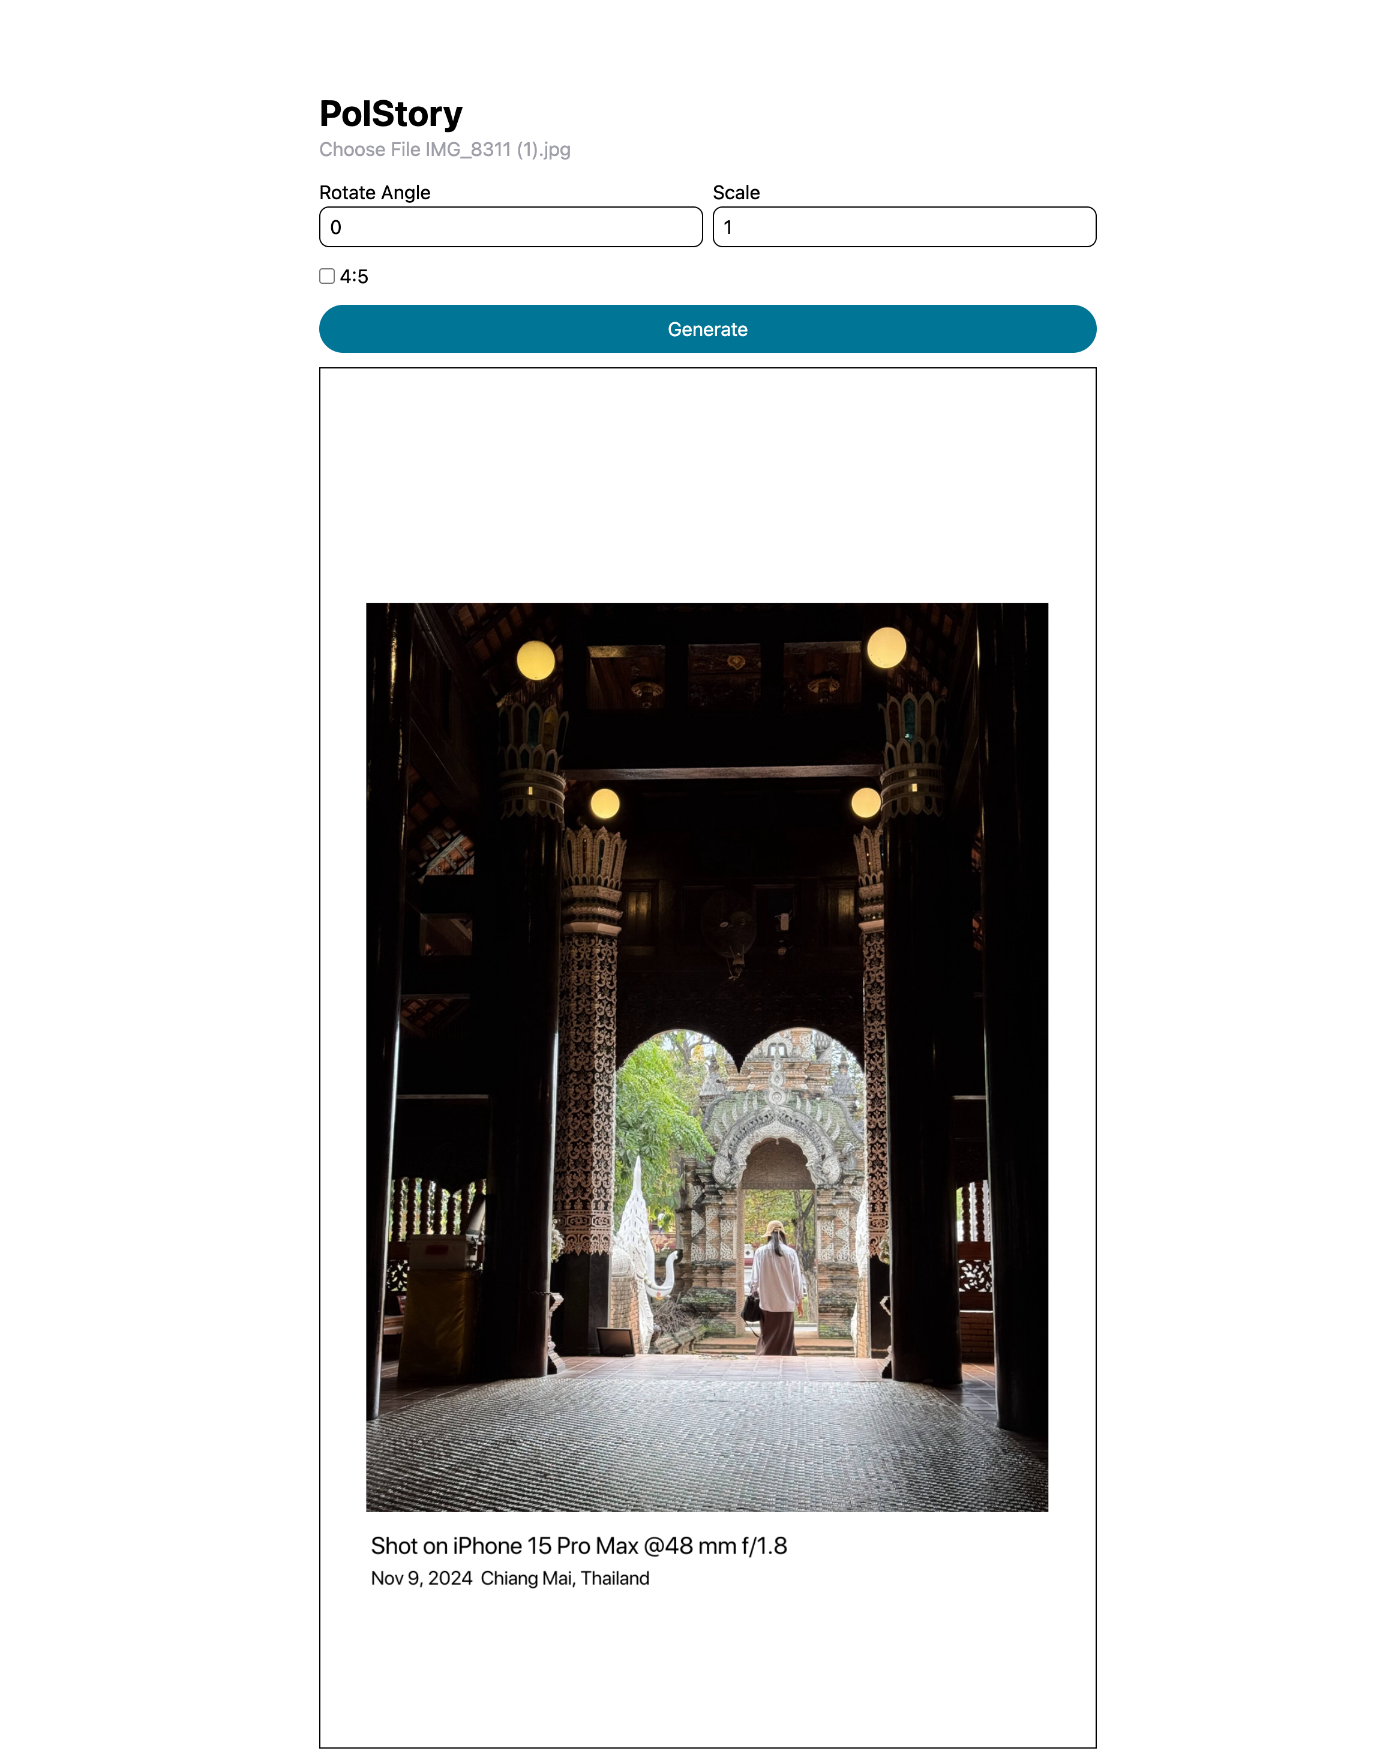 PolStory
Choose File IMG_8311 (1).jpg
Rotate Angle
Scale
0
1
4:5
Generate
Shot on iPhone 15 Pro Max @48 mm f/1.8
Nov 9, 2024 Chiang Mai, Thailand